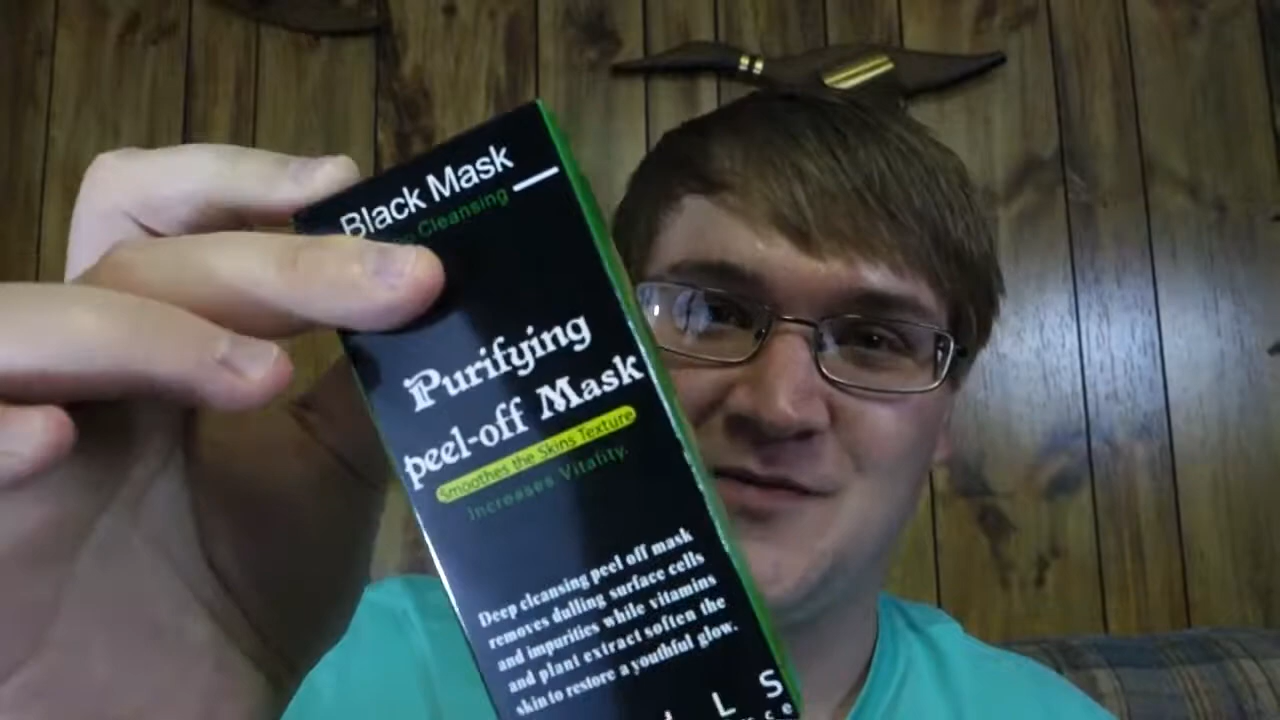 Black Mask
Cleansing
Purifying
peel-off Mask
Smoothes the Skins Texture
Increases Vitality.
Deep cleansing peel off mask
removes dulling surface cells
and impurities while vitamins
and plant extract soften the
skin to restore a youthful glow.
L S